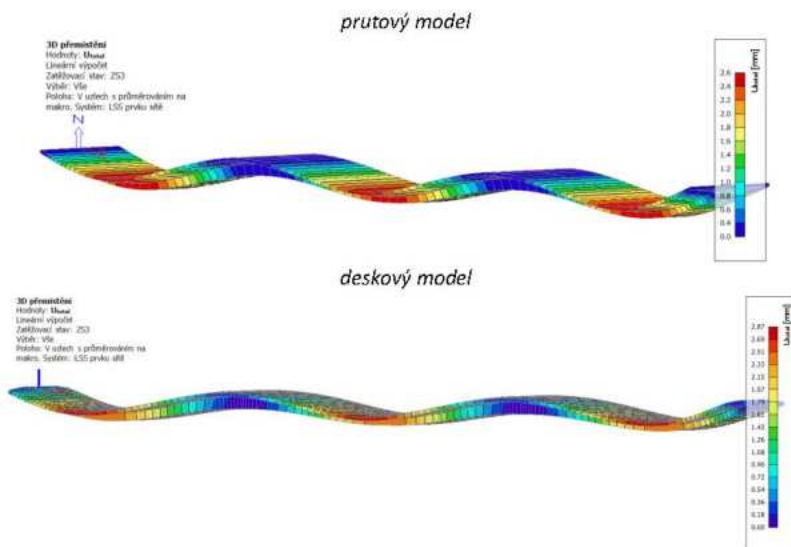 prutový model
3D přemístění
Hodnoty: Utotal
Lineární výpočet
Zatěžovací stav: ZS3
Výběr: Vše
Poloha: V uzlech s průměrováním na
makro. Systém: LSS prvku sítě
Utotal [mm]
2.6
2.4
2.2
2.0
1.8
1.6
1.4
1.2
1.0
0.8
0.6
0.4
0.2
0.0
deskový model
3D přemístění
Hodnoty: Utotal
Lineární výpočet
Zatěžovací stav: ZS3
Výběr: Vše
Poloha: V uzlech s průměrováním na
makro. Systém: LSS prvku sítě
Utotal [mm]
2.87
2.69
2.51
2.33
2.15
1.97
1.79
1.61
1.43
1.26
1.08
0.90
0.72
0.54
0.36
0.18
0.00